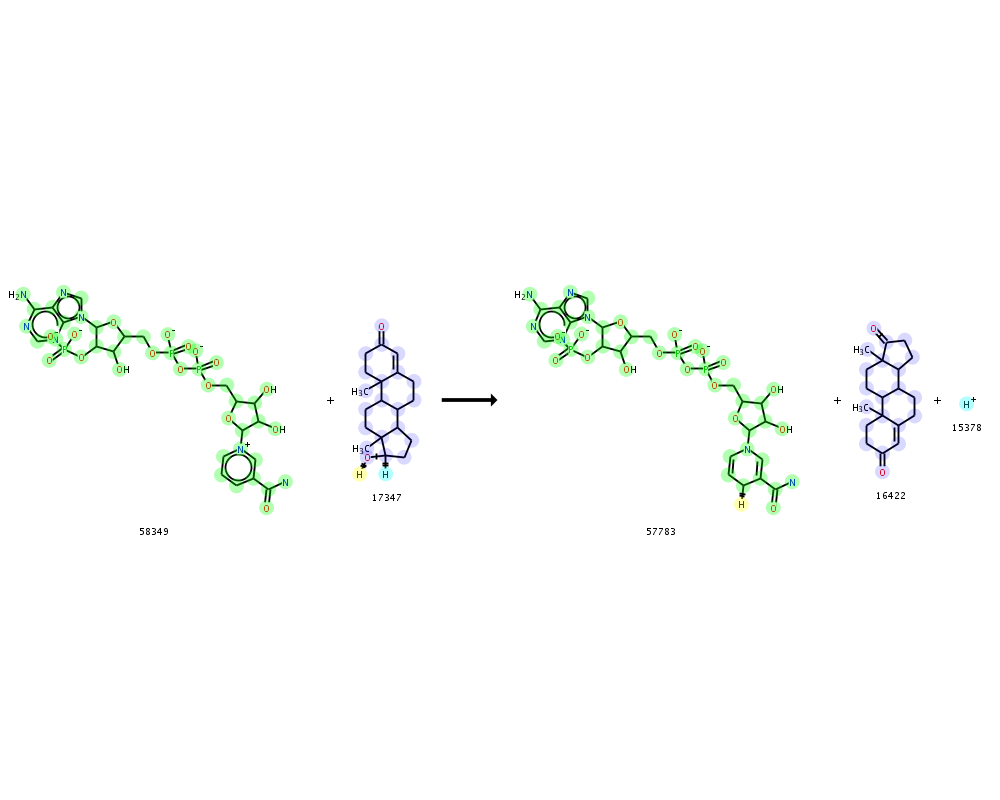 H2N N N N N O O- O- P O O O OH O- O O- P O P O O O OH OH N+ N O
58349
+
O H3C H3C O H H
17347
H2N N N N N O O- O- P O O O OH O- O O- P O P O O O OH OH N H N O
57783
+
O H3C H3C O
16422
+
H+
15378